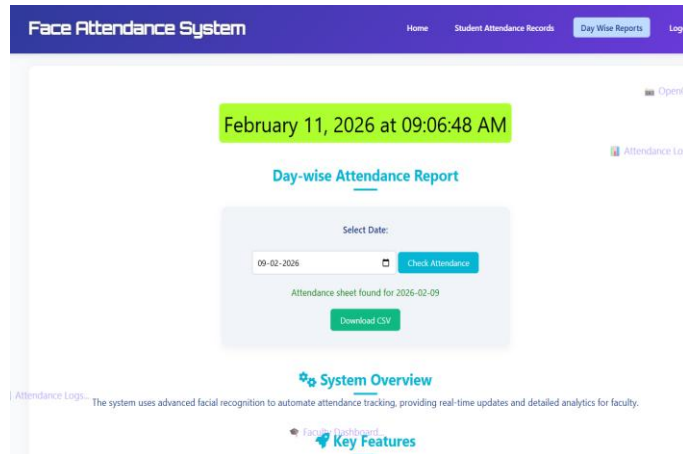 Face Attendance System
Home Student Attendance Records Day Wise Reports
February 11, 2026 at 09:06:48 AM
Attendance
Day-wise Attendance Report
Select Date:
09-02-2026 Check Attendance
Attendance sheet found for 2026-02-09
Download CSV
System Overview
Attendance Logs...
The system uses advanced facial recognition to automate attendance tracking, providing real-time updates and detailed analytics for faculty.
Faculty Dashboard...
Key Features